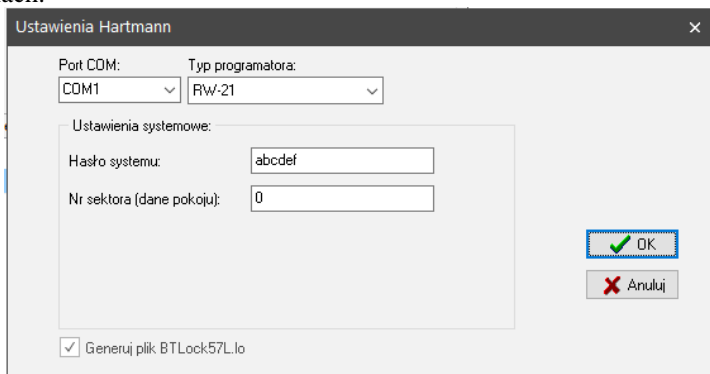 Ustawienia Hartmann
Port COM: Typ programatora:
COM1 RW-21
Ustawienia systemowe:
Hasło systemu: abcdef
Nr sektora (dane pokoju): 0
OK
Anuluj
Generuj plik BTLock57L.lo